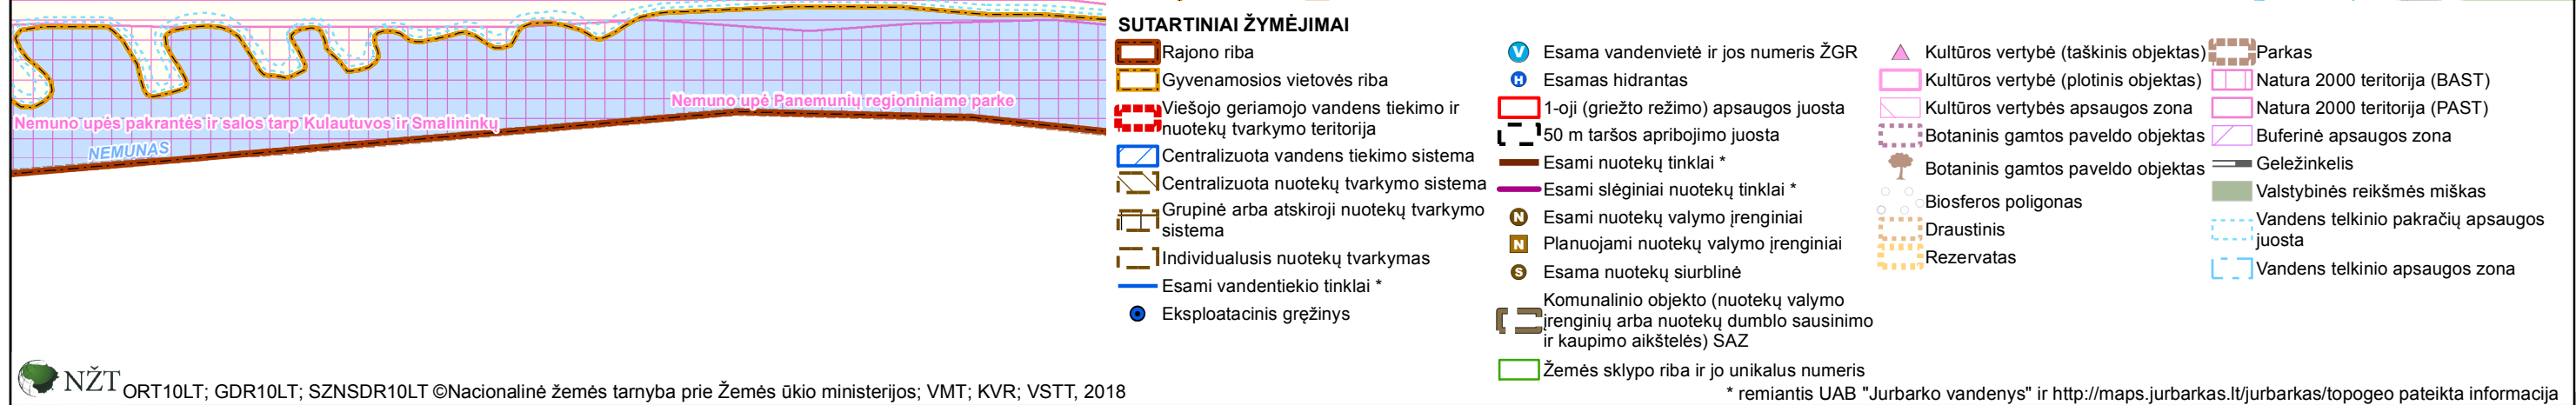 Nemuno upė Panemunių regioniniame parke
Nemuno upės pakrantės ir salos tarp Kulautuvos ir Smalininkų
NEMUNAS
SUTARTINIAI ŽYMĖJIMAI
Rajono riba
Gyvenamosios vietovės riba
Viešojo geriamojo vandens tiekimo ir
nuotekų tvarkymo teritorija
Centralizuota vandens tiekimo sistema
Centralizuota nuotekų tvarkymo sistema
Grupinė arba atskiroji nuotekų tvarkymo
sistema
Individualusis nuotekų tvarkymas
Esami vandentiekio tinklai *
Eksploatacinis gręžinys
V Esama vandenvietė ir jos numeris ŽGR
H Esamas hidrantas
1-oji (griežto režimo) apsaugos juosta
50 m taršos apribojimo juosta
Esami nuotekų tinklai *
Esami slėginiai nuotekų tinklai *
N Esami nuotekų valymo įrenginiai
N Planuojami nuotekų valymo įrenginiai
S Esama nuotekų siurblinė
Komunalinio objekto (nuotekų valymo
įrenginių arba nuotekų dumblo sausinimo
ir kaupimo aikštelės) SAZ
Žemės sklypo riba ir jo unikalus numeris
Kultūros vertybė (taškinis objektas)
Kultūros vertybė (plotinis objektas)
Kultūros vertybės apsaugos zona
Botaninis gamtos paveldo objektas
Botaninis gamtos paveldo objektas
Biosferos poligonas
Draustinis
Rezervatas
Parkas
Natura 2000 teritorija (BAST)
Natura 2000 teritorija (PAST)
Buferinė apsaugos zona
Geležinkelis
Valstybinės reikšmės miškas
Vandens telkinio pakračių apsaugos
juosta
Vandens telkinio apsaugos zona
NŽT ORT10LT; GDR10LT; SZNSDR10LT ©Nacionalinė žemės tarnyba prie Žemės ūkio ministerijos; VMT; KVR; VSTT, 2018
* remiantis UAB "Jurbarko vandenys" ir http://maps.jurbarkas.lt/jurbarkas/topogeo pateikta informacija